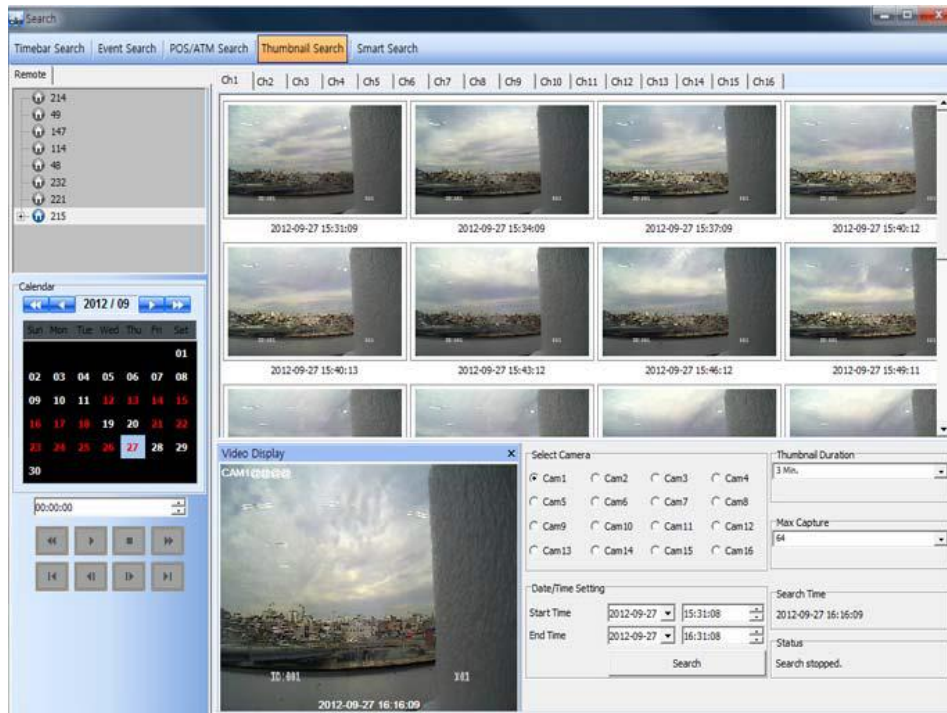 Search
Timebar Search Event Search POS/ATM Search Thumbnail Search Smart Search
Remote
214
49
147
114
48
232
221
215
Ch1 Ch2 Ch3 Ch4 Ch5 Ch6 Ch7 Ch8 Ch9 Ch10 Ch11 Ch12 Ch13 Ch14 Ch15 Ch16
2012-09-27 15:31:09 2012-09-27 15:34:09 2012-09-27 15:37:09 2012-09-27 15:40:12
2012-09-27 15:40:13 2012-09-27 15:43:12 2012-09-27 15:46:12 2012-09-27 15:49:11
Calendar
2012 / 09
Sun Mon Tue Wed Thu Fri Sat
01
02 03 04 05 06 07 08
09 10 11 12 13 14 15
16 17 18 19 20 21 22
23 24 25 26 27 28 29
30
00:00:00
Video Display
CAM1@@@@
ID:001 X01
2012-09-27 16:16:09
Select Camera
Cam1 Cam2 Cam3 Cam4
Cam5 Cam6 Cam7 Cam8
Cam9 Cam10 Cam11 Cam12
Cam13 Cam14 Cam15 Cam16
Date/Time Setting
Start Time 2012-09-27 15:31:08
End Time 2012-09-27 16:31:08
Search
Thumbnail Duration
3 Min.
Max Capture
64
Search Time
2012-09-27 16:16:09
Status
Search stopped.